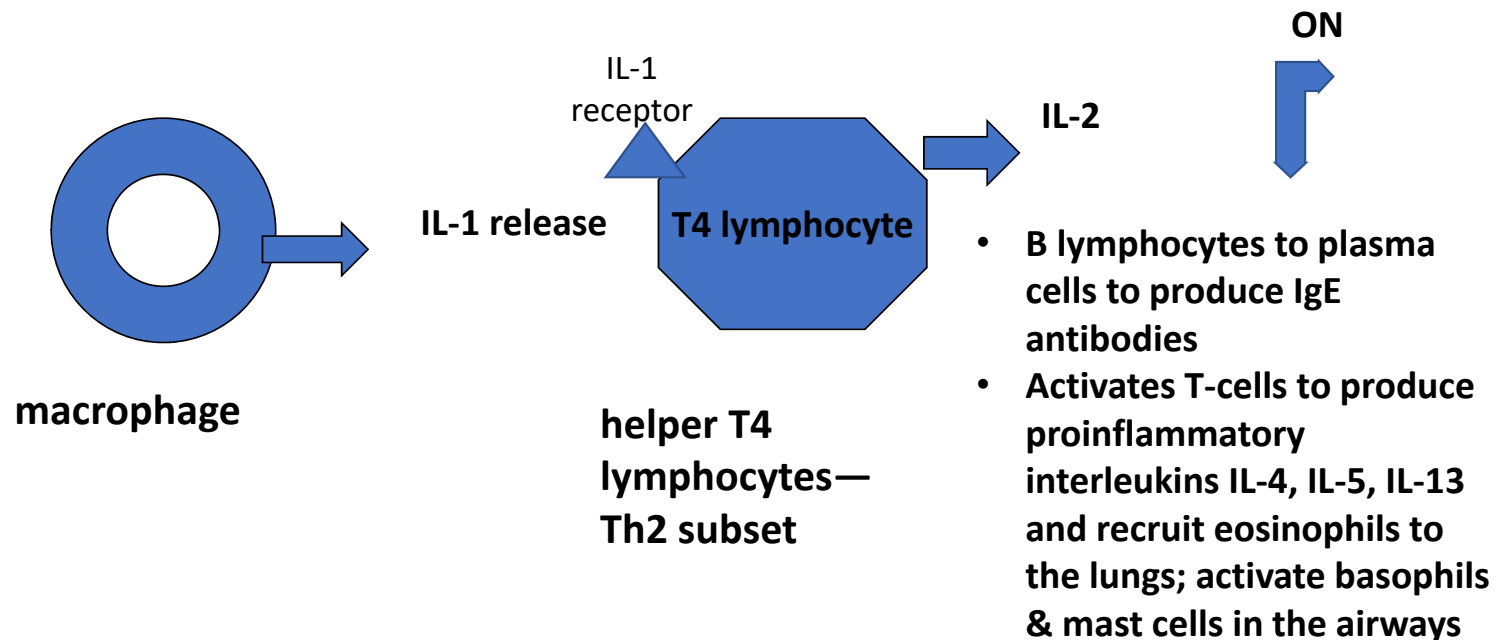 ON
IL-1
receptor
IL-2
IL-1 release
T4 lymphocyte
• B lymphocytes to plasma
cells to produce IgE
antibodies
• Activates T-cells to produce
proinflammatory
interleukins IL-4, IL-5, IL-13
and recruit eosinophils to
the lungs; activate basophils
& mast cells in the airways
macrophage
helper T4
lymphocytes—
Th2 subset